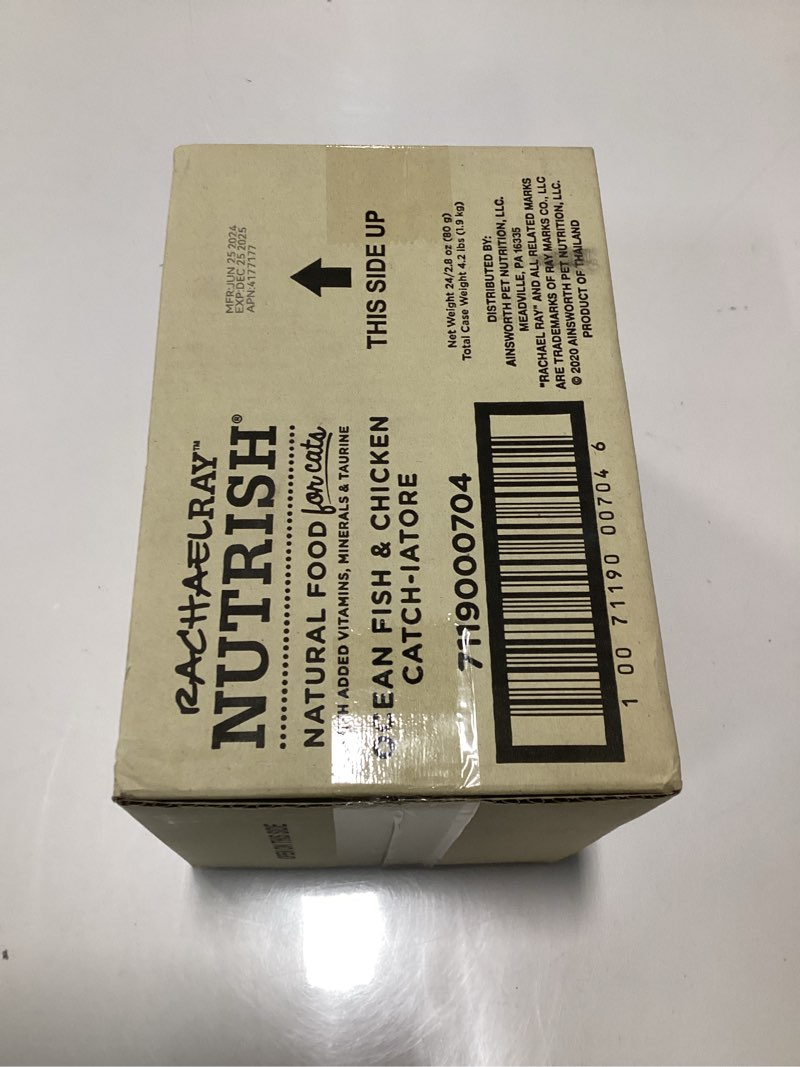 RACHAELRAY™
NUTRISH®
NATURAL FOOD for cats
ADDED VITAMINS, MINERALS & TAURINE
OCEAN FISH & CHICKEN
CATCH-IATORE
71190000704
1 00 71190 00704 6
MFR:JUN 25 2024
EXP:DEC 25 2025
APN:4177177
THIS SIDE UP
Net Weight 24/2.8 oz (80 g)
Total Case Weight 4.2 lbs (1.9 kg)
DISTRIBUTED BY:
AINSWORTH PET NUTRITION, LLC.
MEADVILLE, PA 16335
"RACHAEL RAY" AND ALL RELATED MARKS
ARE TRADEMARKS OF RAY MARKS CO., LLC
© 2020 AINSWORTH PET NUTRITION, LLC.
PRODUCT OF THAILAND